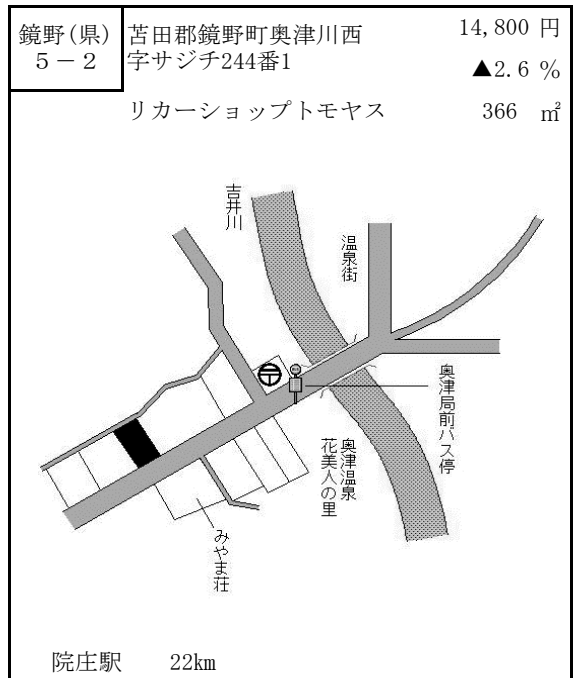 鏡野(県)
５－２
苫田郡鏡野町奥津川西
字サジチ244番1
14,800 円
▲2.6 %
リカーショップトモヤス
366 ㎡
吉井川
温泉街
奥津局前バス停
奥津温泉
花美人の里
みやま荘
院庄駅 22㎞